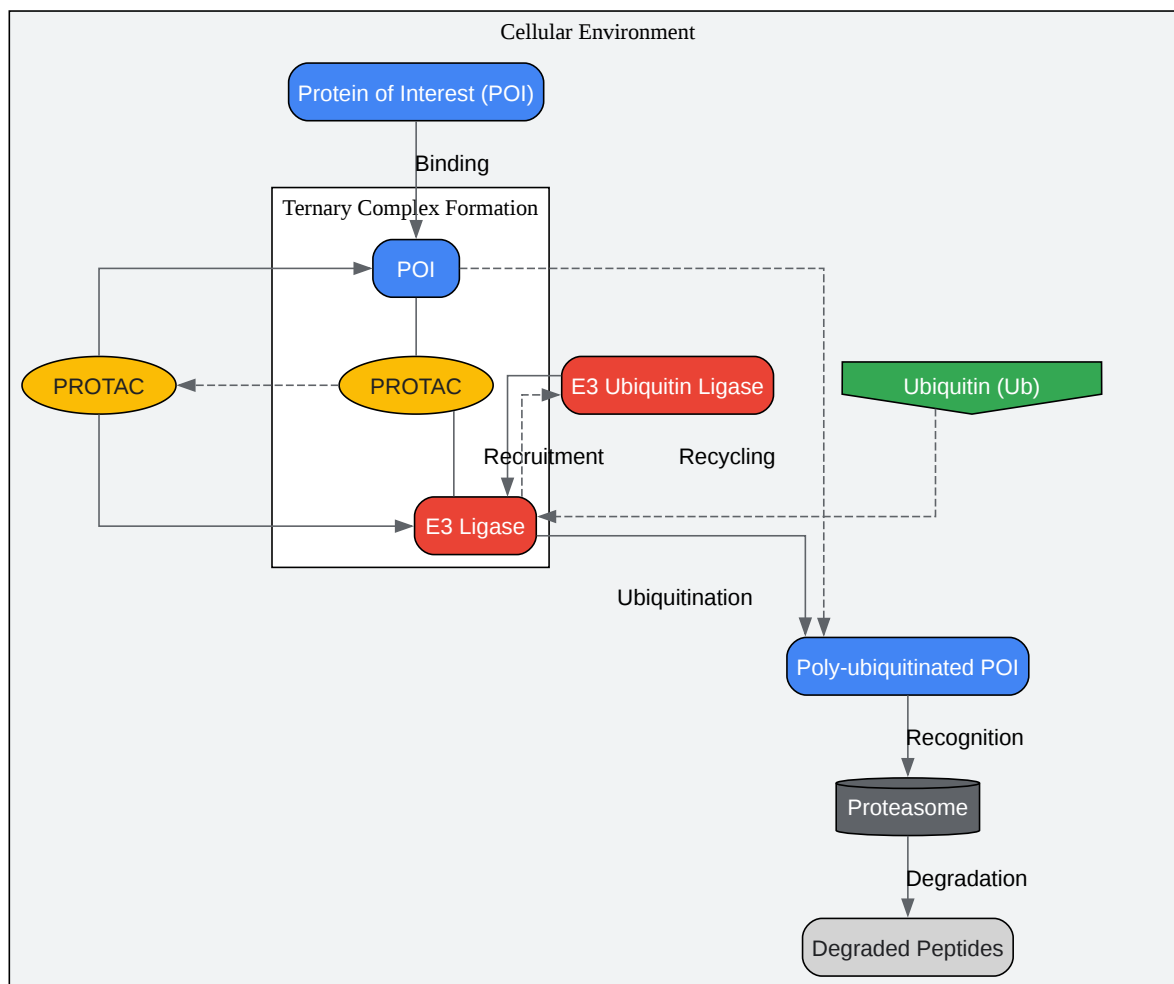 Cellular Environment
Protein of Interest (POI)
Binding
Ternary Complex Formation
POI
PROTAC
PROTAC
E3 Ubiquitin Ligase
Ubiquitin (Ub)
Recruitment
Recycling
E3 Ligase
Ubiquitination
Poly-ubiquitinated POI
Recognition
Proteasome
Degradation
Degraded Peptides